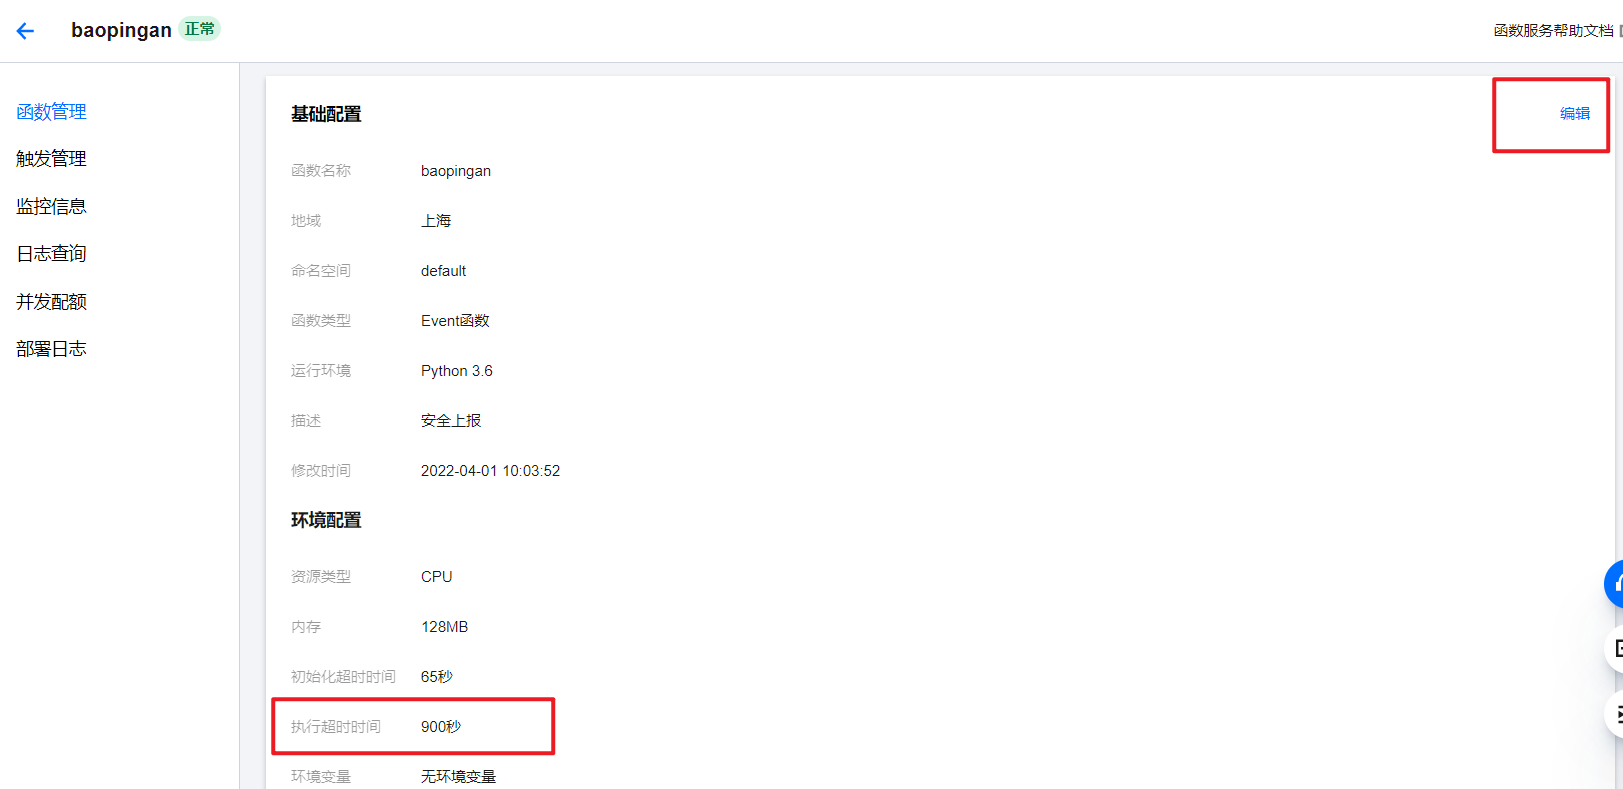 baopingan 正常
函数服务帮助文档
函数管理
触发管理
监控信息
日志查询
并发配额
部署日志
基础配置
编辑
函数名称 baopingan
地域 上海
命名空间 default
函数类型 Event函数
运行环境 Python 3.6
描述 安全上报
修改时间 2022-04-01 10:03:52
环境配置
资源类型 CPU
内存 128MB
初始化超时时间 65秒
执行超时时间 900秒
环境变量 无环境变量